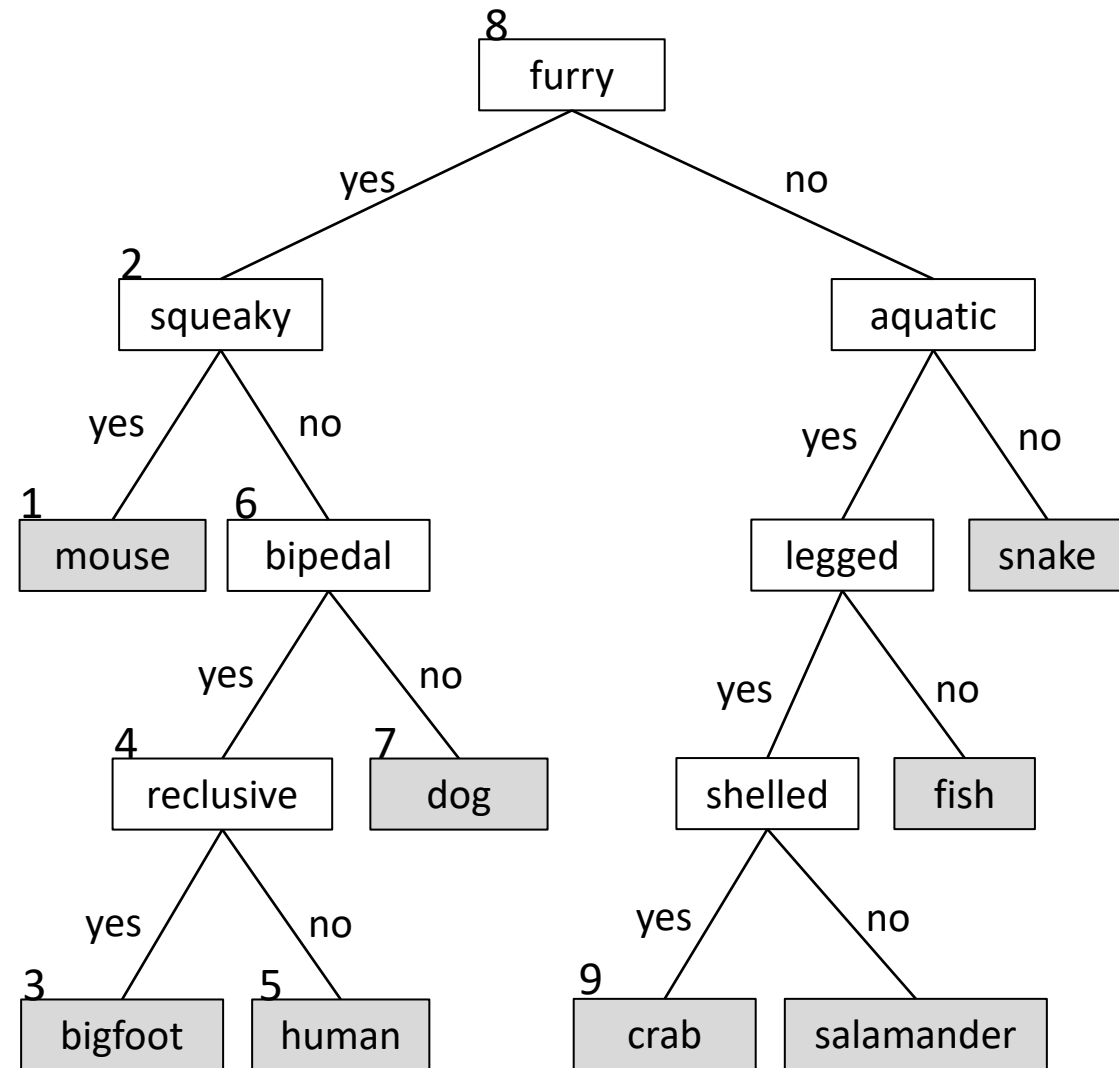 8
furry
yes no
2
squeaky aquatic
yes no yes no
1 6
mouse bipedal legged snake
yes no yes no
4 7
reclusive dog shelled fish
yes no yes no
3 5 9
bigfoot human crab salamander